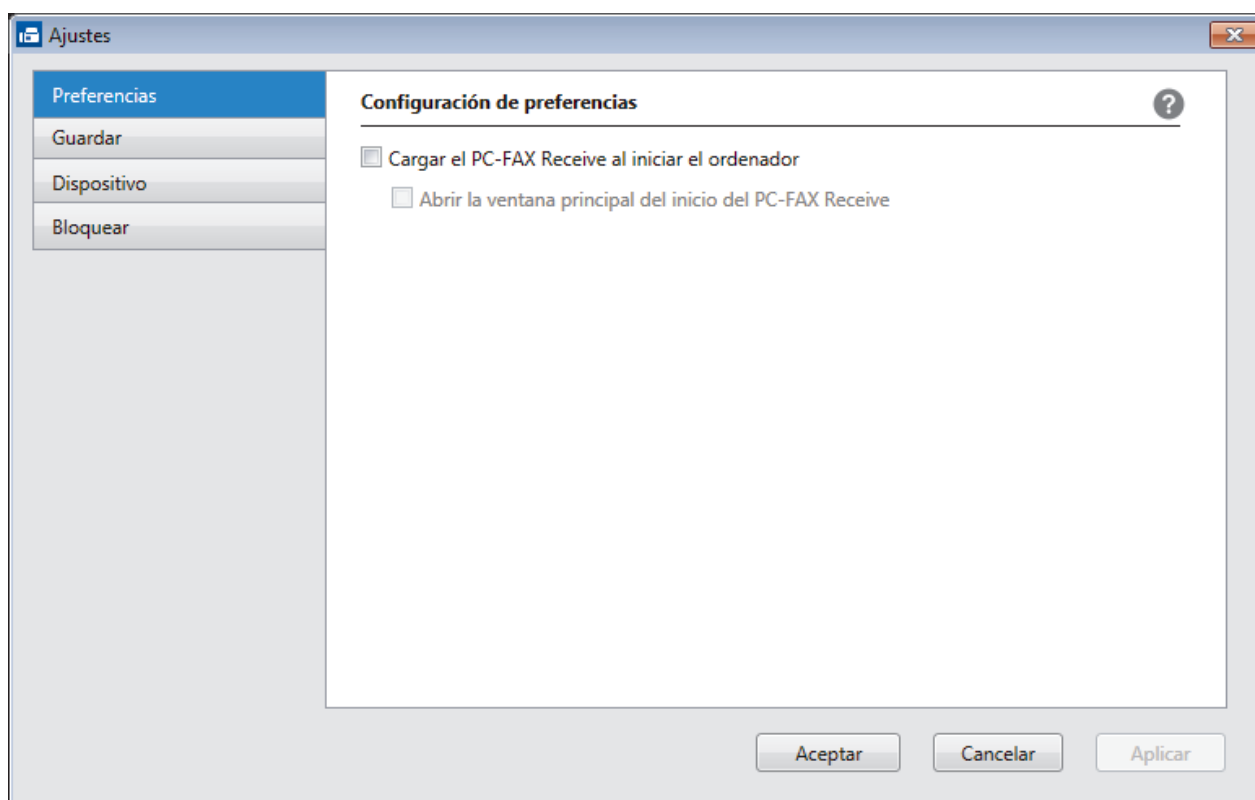 Ajustes
Preferencias
Guardar
Dispositivo
Bloquear
Configuración de preferencias
?
Cargar el PC-FAX Receive al iniciar el ordenador
Abrir la ventana principal del inicio del PC-FAX Receive
Aceptar
Cancelar
Aplicar